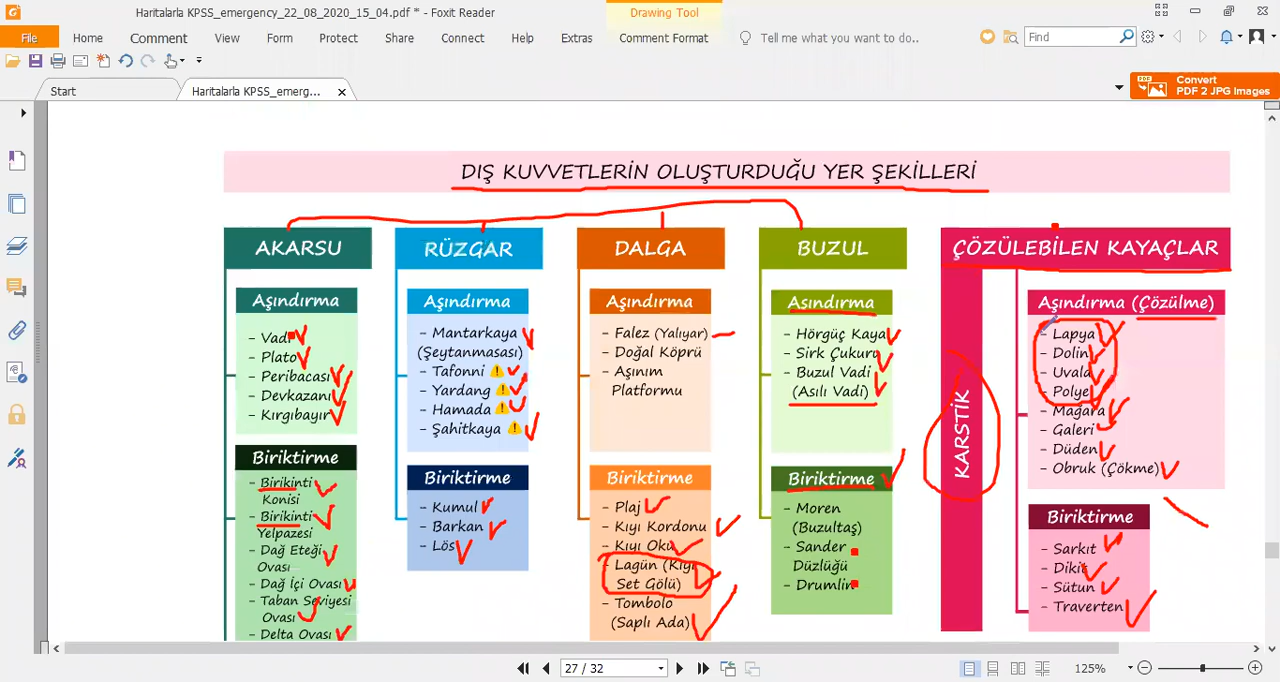 Haritalarla KPSS_emergency_22_08_2020_15_04.pdf * - Foxit Reader
Drawing Tool
File
Home
Comment
View
Form
Protect
Share
Connect
Help
Extras
Comment Format
Tell me what you want to do..
Find
Start
Haritalarla KPSS_emerg...
Convert
PDF 2 JPG Images
DIŞ KUVVETLERİN OLUŞTURDUĞU YER ŞEKİLLERİ
AKARSU
Aşındırma
- Vadi
- Plato
- Peribacası
- Devkazanı
- Kırgıbayır
Biriktirme
- Birikinti
Konisi
- Birikinti
Yelpazesi
- Dağ Eteği
Ovası
- Dağ İçi Ovası
- Taban Seviyesi
Ovası
- Delta Ovası
RÜZGAR
Aşındırma
- Mantarkaya
(Şeytanmasası)
- Tafonni
- Yardang
- Hamada
- Şahitkaya
Biriktirme
- Kumul
- Barkan
- Lös
DALGA
Aşındırma
- Falez (Yalıyar)
- Doğal Köprü
- Aşınım
Platformu
Biriktirme
- Plaj
- Kıyı Kordonu
- Kıyı Oku
- Lagün (Kıyı
Set Gölü)
- Tombolo
(Saplı Ada)
BUZUL
Asındırma
- Hörgüç Kaya
- Sirk Çukuru
- Buzul Vadi
(Asılı Vadi)
Biriktirme
- Moren
(Buzultaş)
- Sander
Düzlüğü
- Drumlin
ÇÖZÜLEBİLEN KAYAÇLAR
KARSTİK
Aşındırma (Çözülme)
- Lapya
- Dolin
- Uvala
- Polye
- Mağara
- Galeri
- Düden
- Obruk (Çökme)
Biriktirme
- Sarkıt
- Dikit
- Sütun
- Traverten
27 / 32
125%